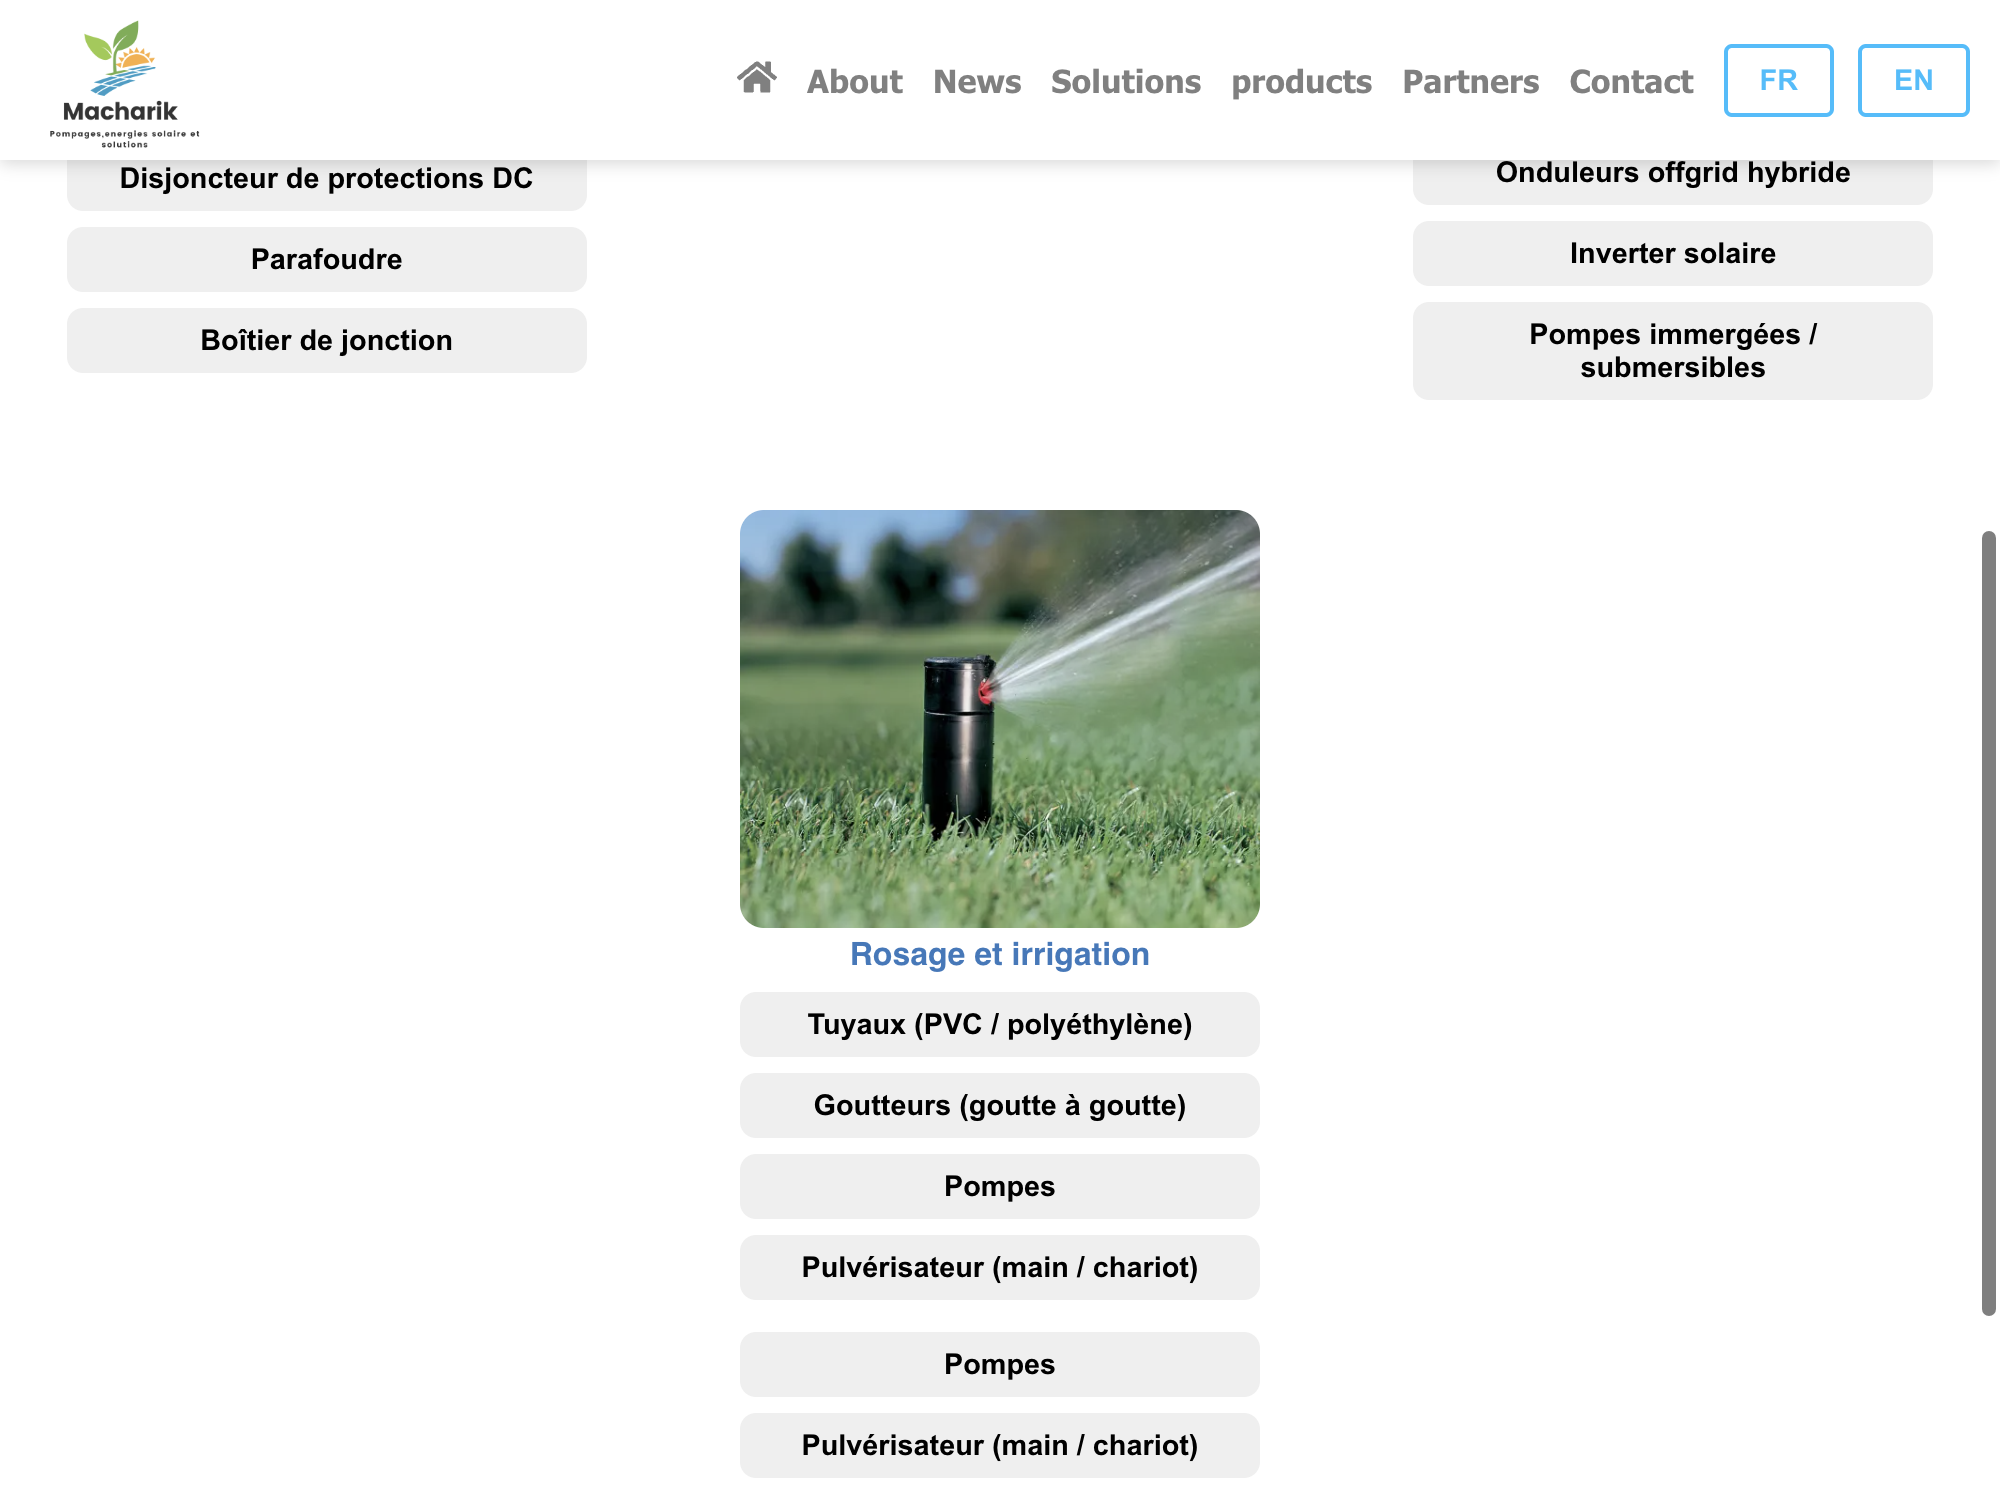 Macharik
Pompages,energies solaire et
solutions
About
News
Solutions
products
Partners
Contact
FR
EN
Disjoncteur de protections DC
Parafoudre
Boîtier de jonction
Onduleurs offgrid hybride
Inverter solaire
Pompes immergées /
submersibles
Rosage et irrigation
Tuyaux (PVC / polyéthylène)
Goutteurs (goutte à goutte)
Pompes
Pulvérisateur (main / chariot)
Pompes
Pulvérisateur (main / chariot)